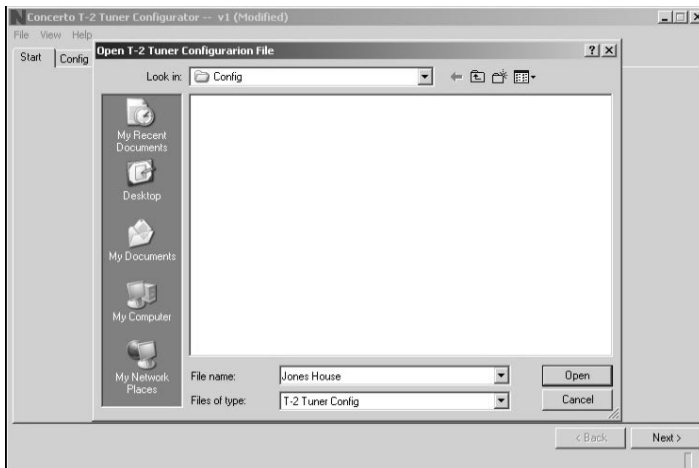 Concerto T-2 Tuner Configurator -- v1 (Modified)
File View Help
Start Config
Open T-2 Tuner Configurarion File
Look in: Config
My Recent
Documents
Desktop
My Documents
My Computer
My Network
Places
File name: Jones House Open
Files of type: T-2 Tuner Config Cancel
< Back Next >